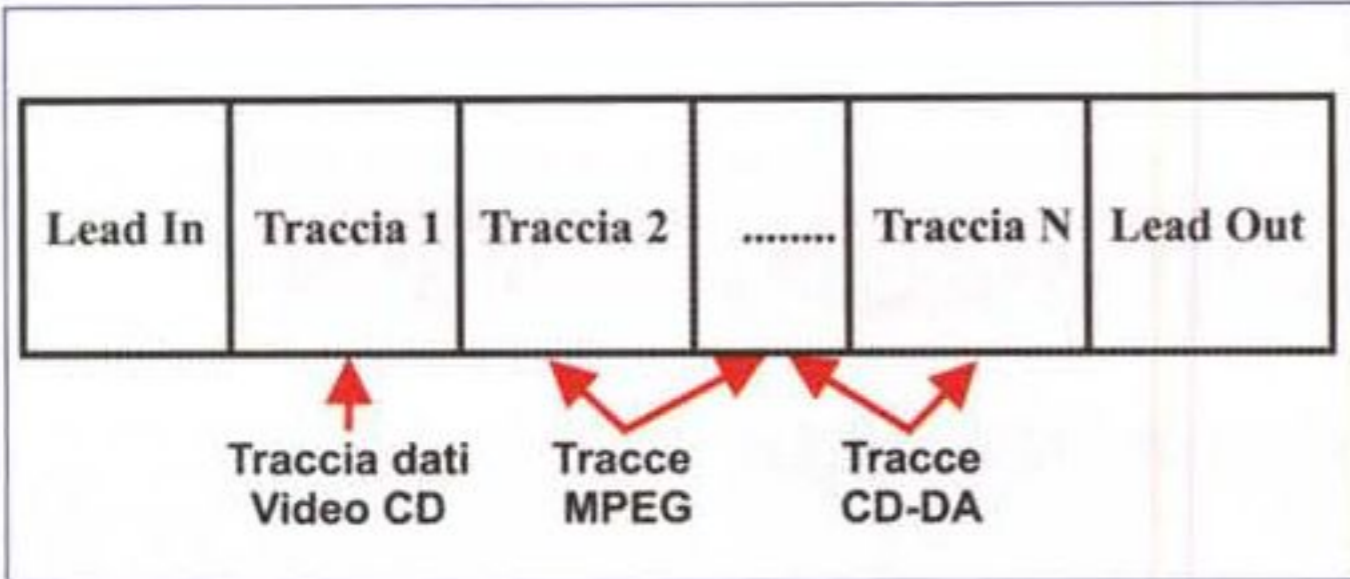 Lead In Traccia 1 Traccia 2 ........ Traccia N Lead Out
Traccia dati Tracce Tracce
Video CD MPEG CD-DA